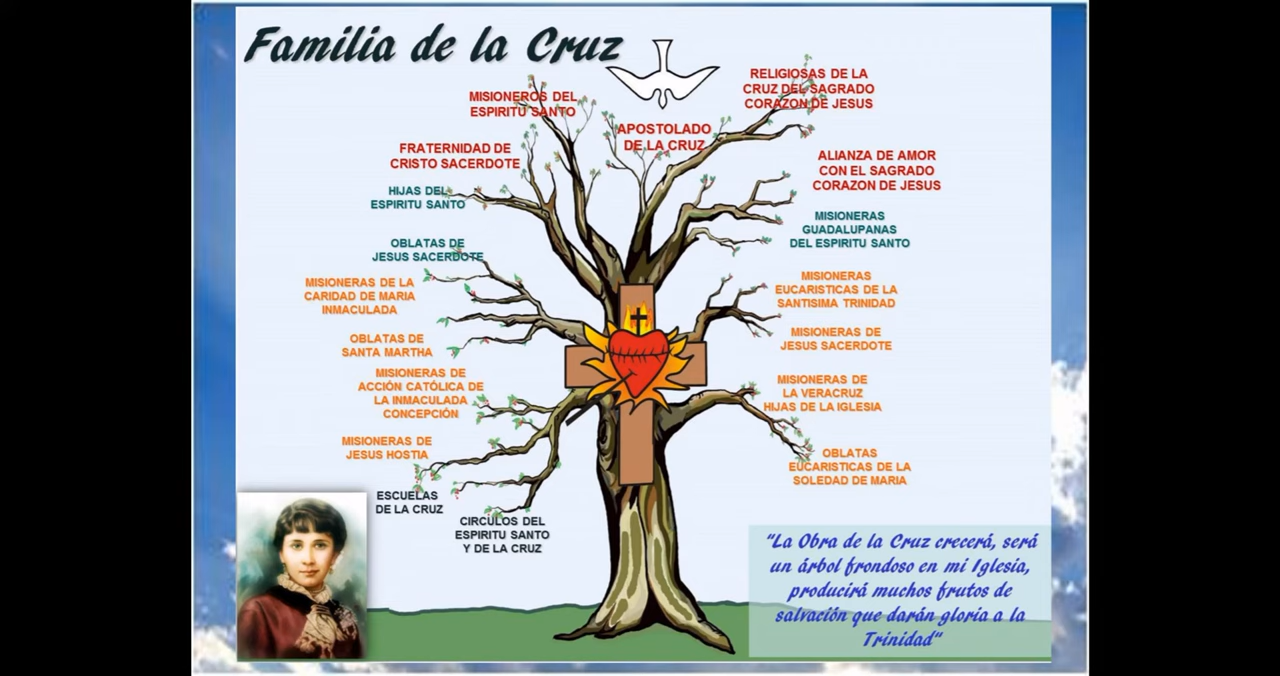 Familia de la Cruz
MISIONEROS DEL
ESPIRITU SANTO
APOSTOLADO
DE LA CRUZ
RELIGIOSAS DE LA
CRUZ DEL SAGRADO
CORAZON DE JESUS
FRATERNIDAD DE
CRISTO SACERDOTE
ALIANZA DE AMOR
CON EL SAGRADO
CORAZON DE JESUS
HIJAS DEL
ESPIRITU SANTO
MISIONERAS
GUADALUPANAS
DEL ESPIRITU SANTO
OBLATAS DE
JESUS SACERDOTE
MISIONERAS DE LA
CARIDAD DE MARIA
INMACULADA
MISIONERAS
EUCARISTICAS DE LA
SANTISIMA TRINIDAD
OBLATAS DE
SANTA MARTHA
MISIONERAS DE
JESUS SACERDOTE
MISIONERAS DE
ACCIÓN CATÓLICA DE
LA INMACULADA
CONCEPCIÓN
MISIONERAS DE
LA VERACRUZ
HIJAS DE LA IGLESIA
MISIONERAS DE
JESUS HOSTIA
OBLATAS
EUCARISTICAS DE LA
SOLEDAD DE MARIA
ESCUELAS
DE LA CRUZ
CIRCULOS DEL
ESPIRITU SANTO
Y DE LA CRUZ
"La Obra de la Cruz crecerá, será
un árbol frondoso en mi Iglesia,
producirá muchos frutos de
salvación que darán gloria a la
Trinidad"